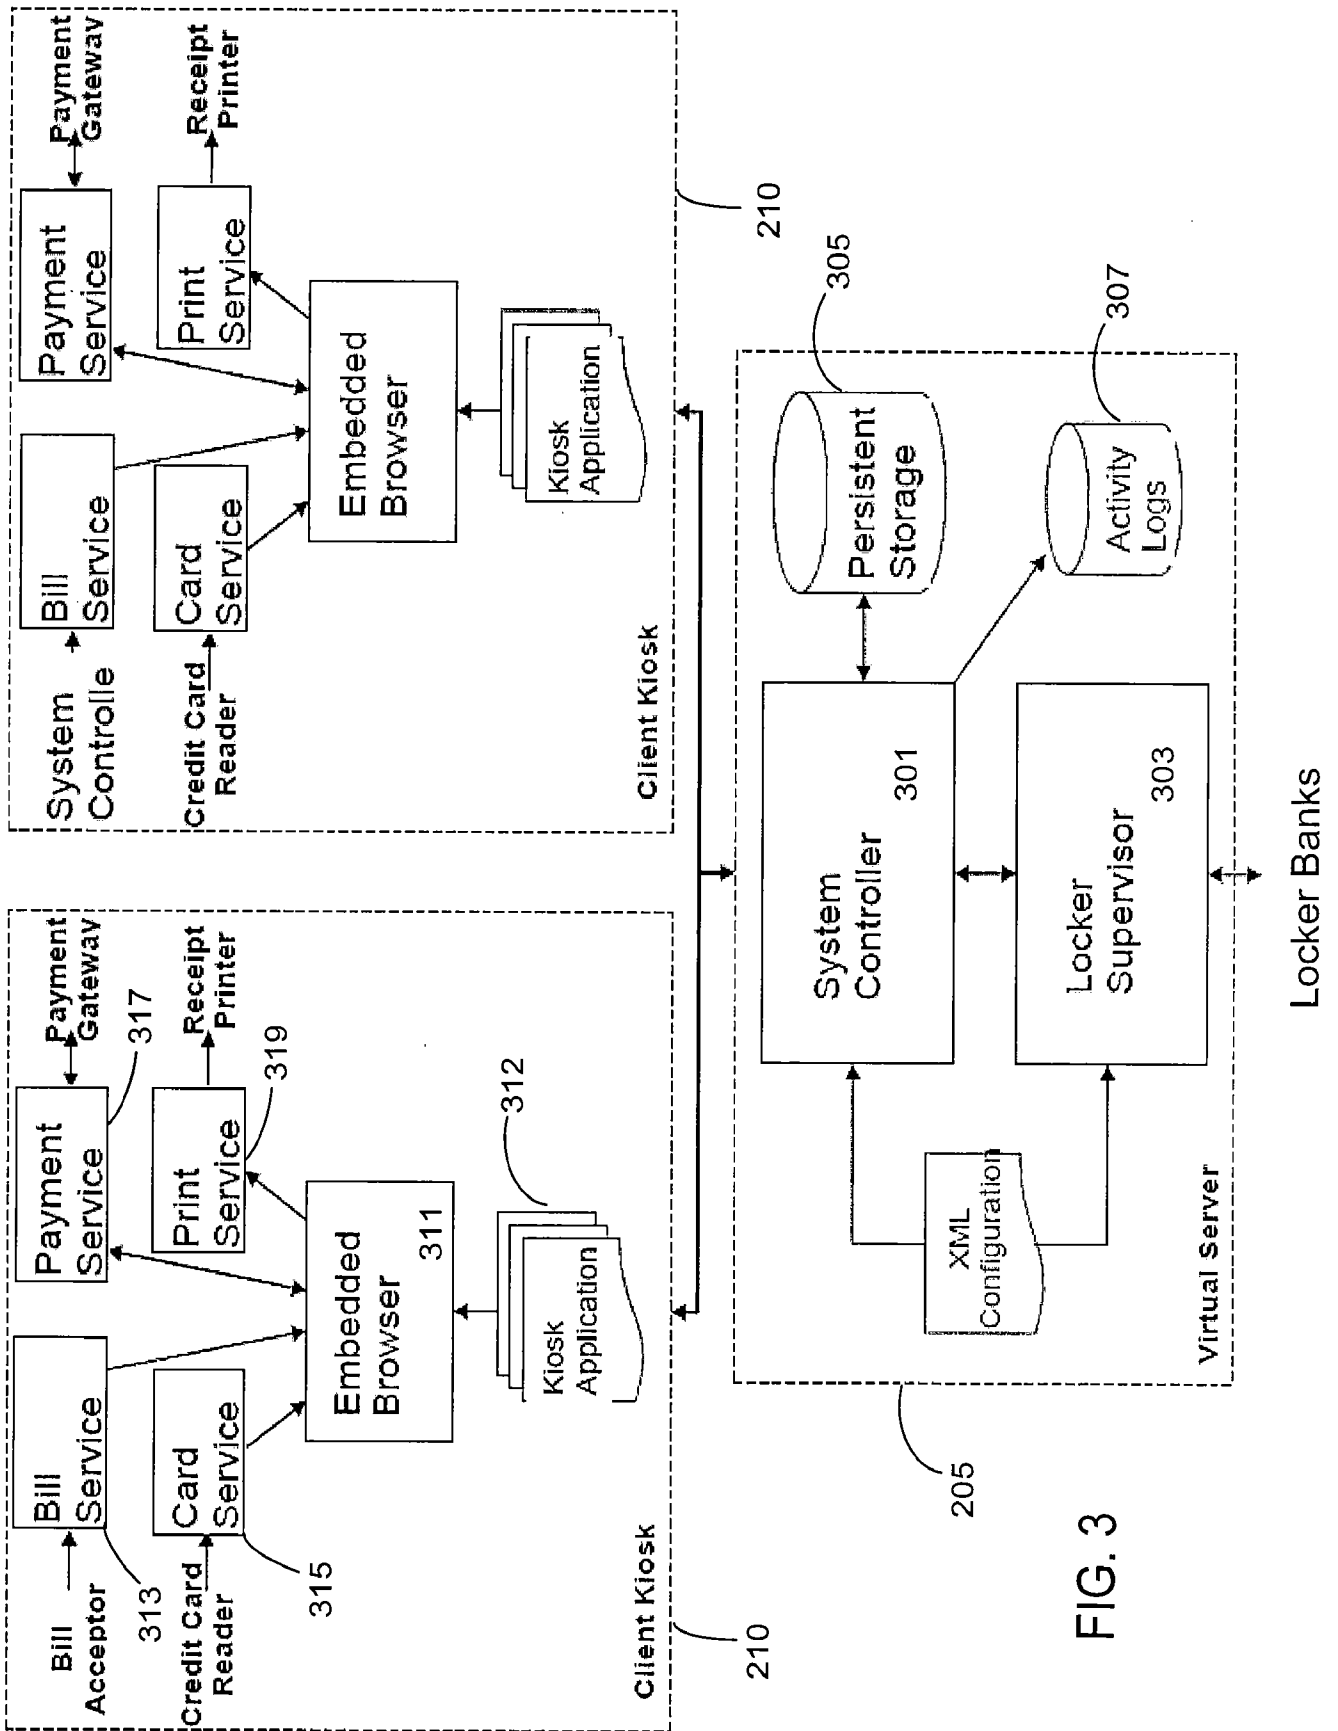 Bill
Acceptor
313
Bill
Service
Payment
Service
Payment
Gateway
317
Credit Card
Reader
315
Card
Service
Print
Service
Receipt
Printer
319
Embedded
Browser
311
Kiosk
Application
312
Client Kiosk
210
System
Controlle
Bill
Service
Payment
Service
Payment
Gateway
Credit Card
Reader
Card
Service
Print
Service
Receipt
Printer
Embedded
Browser
Kiosk
Application
Client Kiosk
210
205
XML
Configuration
System
Controller
301
Persistent
Storage
305
Locker
Supervisor
303
Activity
Logs
307
Virtual Server
Locker Banks
FIG. 3